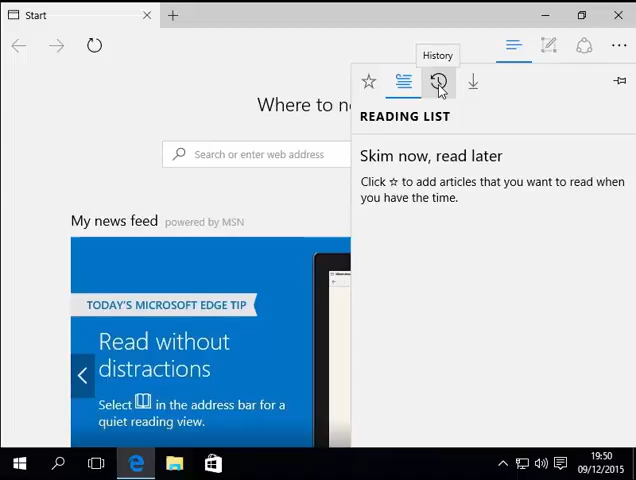 Start
History
Where to n
READING LIST
Search or enter web address
Skim now, read later
Click ☆ to add articles that you want to read when
you have the time.
My news feed powered by MSN
TODAY'S MICROSOFT EDGE TIP
Read without
distractions
Select in the address bar for a
quiet reading view.
19:50
09/12/2015